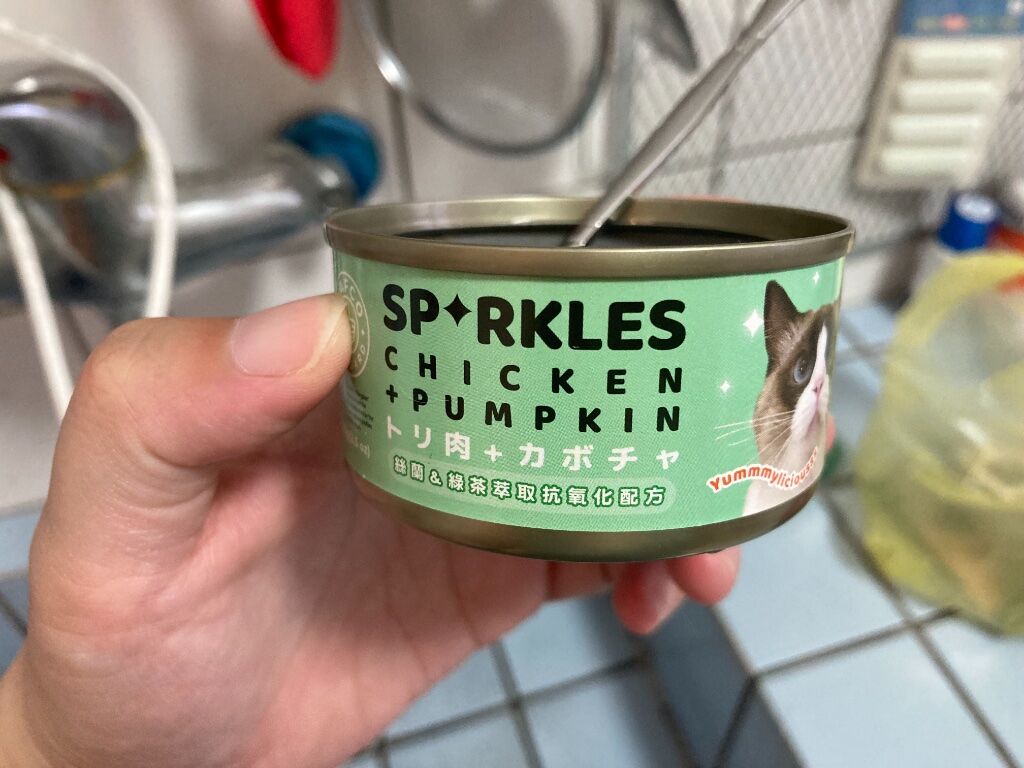 SP✦RKLES
CHICKEN
+PUMPKIN
トリ肉+カボチャ
絲蘭&綠茶萃取抗氧化配方
Yummmyliciousss!